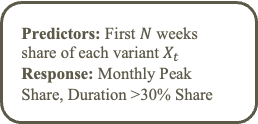 Predictors: First N weeks
share of each variant Xₜ
Response: Monthly Peak
Share, Duration >30% Share